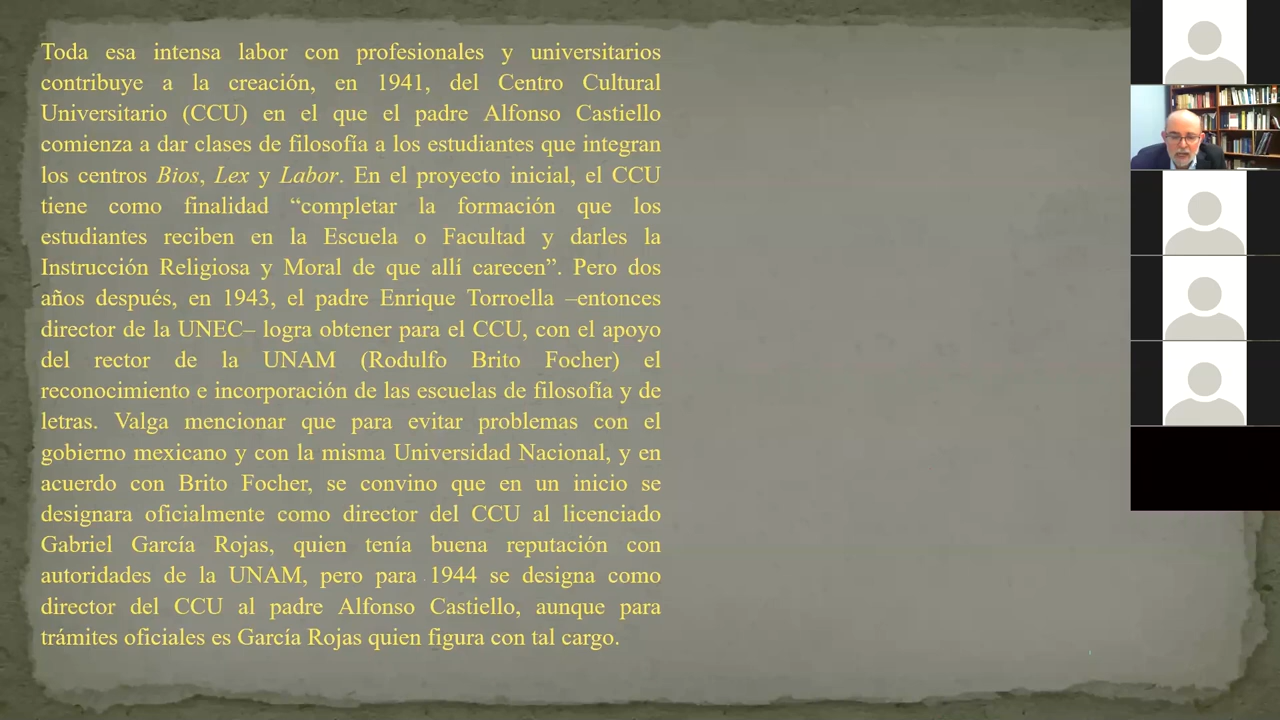 Toda esa intensa labor con profesionales y universitarios
contribuye a la creación, en 1941, del Centro Cultural
Universitario (CCU) en el que el padre Alfonso Castiello
comienza a dar clases de filosofía a los estudiantes que integran
los centros Bios, Lex y Labor. En el proyecto inicial, el CCU
tiene como finalidad “completar la formación que los
estudiantes reciben en la Escuela o Facultad y darles la
Instrucción Religiosa y Moral de que allí carecen”. Pero dos
años después, en 1943, el padre Enrique Torroella –entonces
director de la UNEC– logra obtener para el CCU, con el apoyo
del rector de la UNAM (Rodulfo Brito Focher) el
reconocimiento e incorporación de las escuelas de filosofía y de
letras. Valga mencionar que para evitar problemas con el
gobierno mexicano y con la misma Universidad Nacional, y en
acuerdo con Brito Focher, se convino que en un inicio se
designara oficialmente como director del CCU al licenciado
Gabriel García Rojas, quien tenía buena reputación con
autoridades de la UNAM, pero para 1944 se designa como
director del CCU al padre Alfonso Castiello, aunque para
trámites oficiales es García Rojas quien figura con tal cargo.